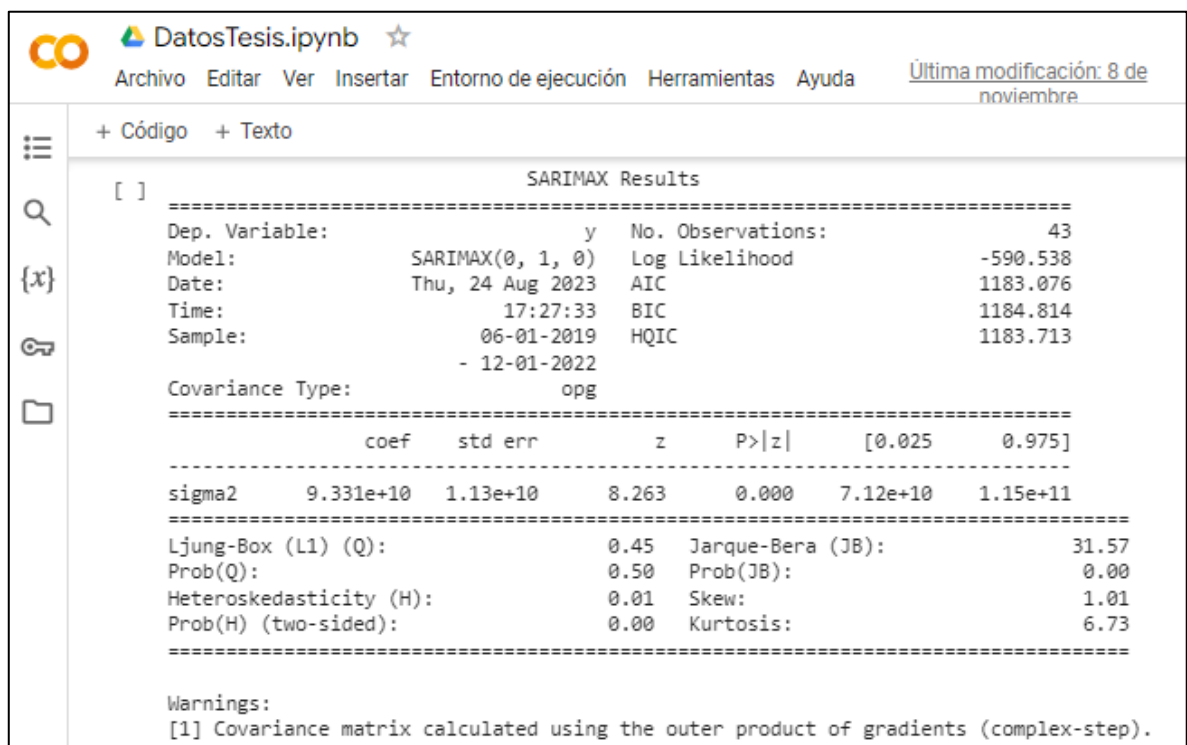 CO DatosTesis.ipynb
Archivo Editar Ver Insertar Entorno de ejecución Herramientas Ayuda Última modificación: 8 de noviembre
+ Código + Texto
{x}
[ ] SARIMAX Results
==============================================================================
Dep. Variable: y No. Observations: 43
Model: SARIMAX(0, 1, 0) Log Likelihood -590.538
Date: Thu, 24 Aug 2023 AIC 1183.076
Time: 17:27:33 BIC 1184.814
Sample: 06-01-2019 HQIC 1183.713
- 12-01-2022
Covariance Type: opg
==============================================================================
coef std err z P>|z| [0.025 0.975]
------------------------------------------------------------------------------
sigma2 9.331e+10 1.13e+10 8.263 0.000 7.12e+10 1.15e+11
===================================================================================
Ljung-Box (L1) (Q): 0.45 Jarque-Bera (JB): 31.57
Prob(Q): 0.50 Prob(JB): 0.00
Heteroskedasticity (H): 0.01 Skew: 1.01
Prob(H) (two-sided): 0.00 Kurtosis: 6.73
===================================================================================
Warnings:
[1] Covariance matrix calculated using the outer product of gradients (complex-step).